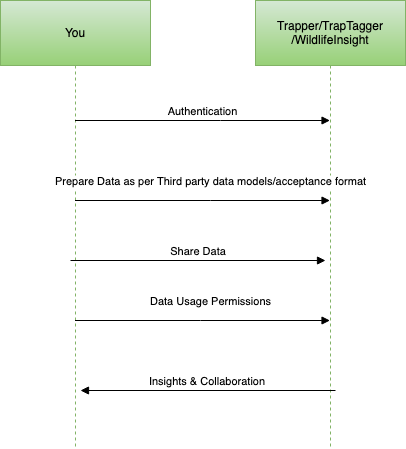 You
Trapper/TrapTagger
/WildlifeInsight
Authentication
Prepare Data as per Third party data models/acceptance format
Share Data
Data Usage Permissions
Insights & Collaboration